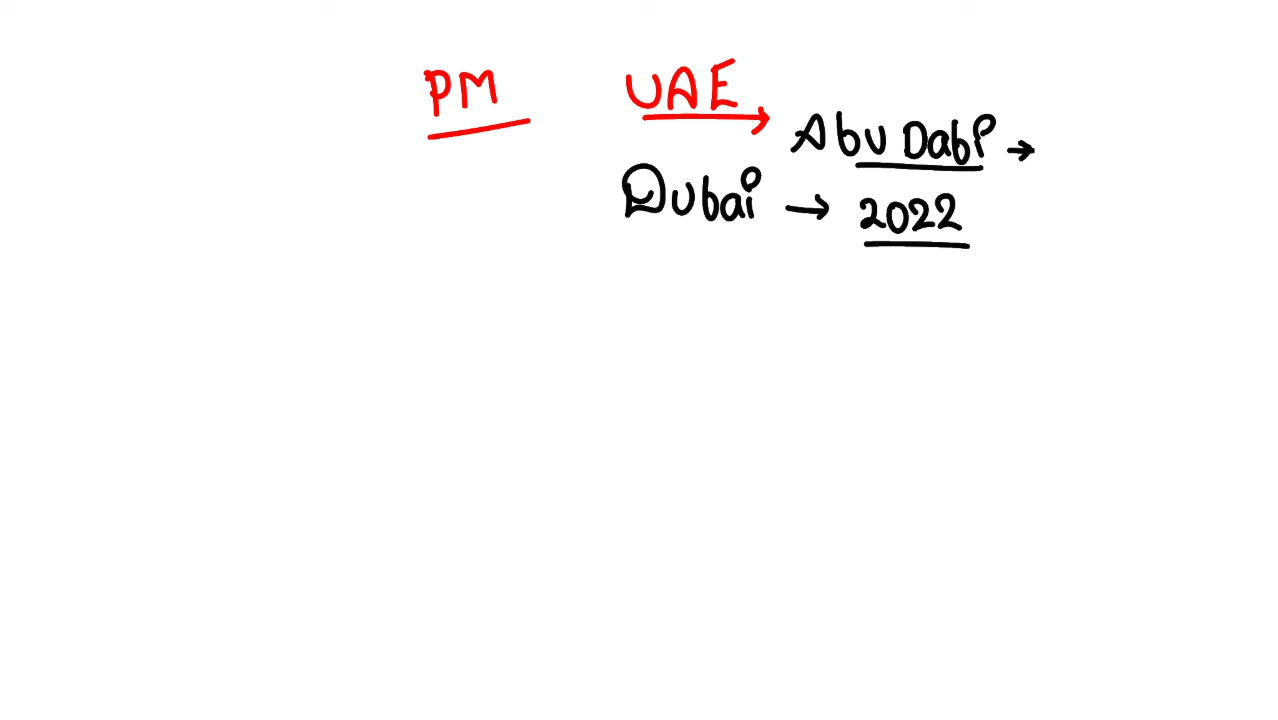 PM UAE →
Abu Dabi →
Dubai → 2022